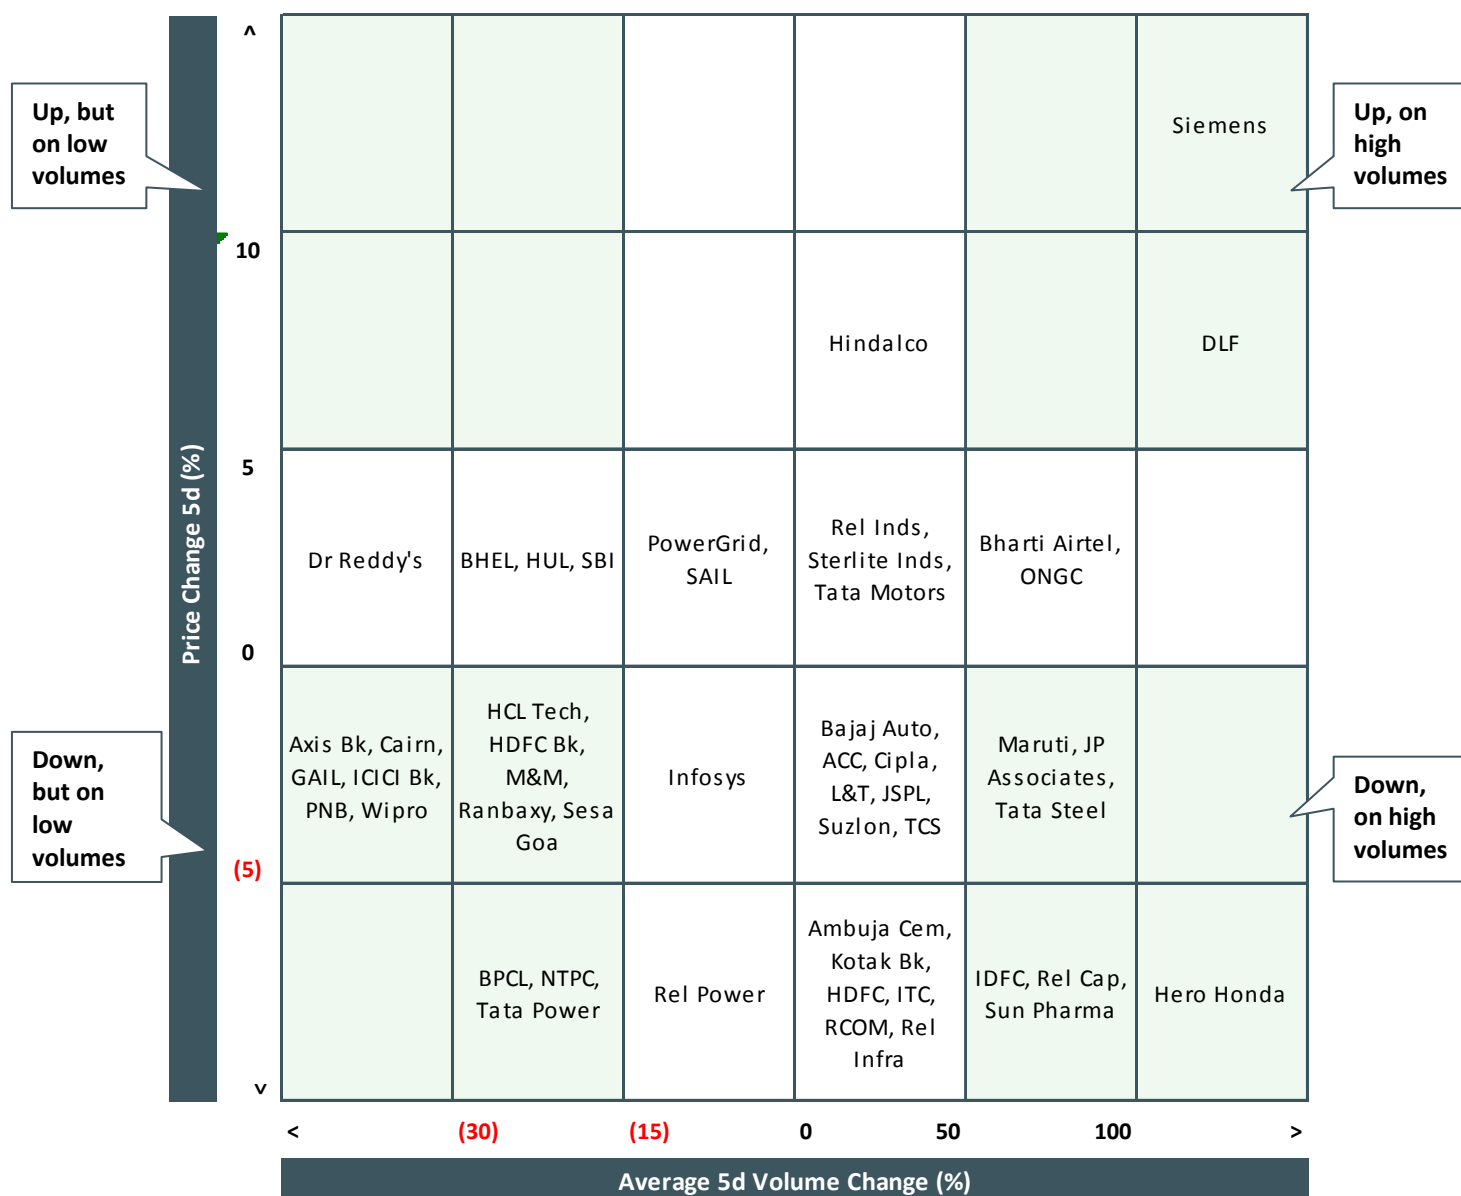 ^
Up, but
on low
volumes
Siemens
Up, on
high
volumes
10
Hindalco
DLF
5
Price Change 5d (%)
Dr Reddy's
BHEL, HUL, SBI
PowerGrid,
SAIL
Rel Inds,
Sterlite Inds,
Tata Motors
Bharti Airtel,
ONGC
0
Down,
but on
low
volumes
Axis Bk, Cairn,
GAIL, ICICI Bk,
PNB, Wipro
HCL Tech,
HDFC Bk,
M&M,
Ranbaxy, Sesa
Goa
Infosys
Bajaj Auto,
ACC, Cipla,
L&T, JSPL,
Suzlon, TCS
Maruti, JP
Associates,
Tata Steel
Down,
on high
volumes
(5)
BPCL, NTPC,
Tata Power
Rel Power
Ambuja Cem,
Kotak Bk,
HDFC, ITC,
RCOM, Rel
Infra
IDFC, Rel Cap,
Sun Pharma
Hero Honda
v
< (30) (15) 0 50 100 >
Average 5d Volume Change (%)